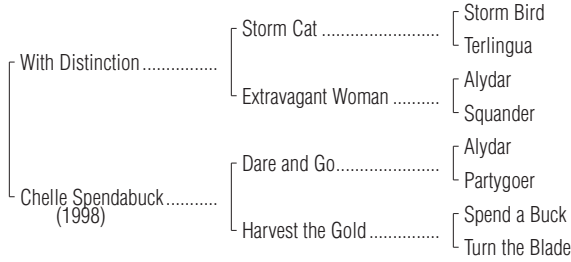 Storm Bird
Storm Cat ........................
Terlingua
With Distinction ...............
Alydar
Extravagant Woman ..........
Squander
Alydar
Dare and Go .....................
Partygoer
Chelle Spendabuck ..........
(1998)
Spend a Buck
Harvest the Gold ..............
Turn the Blade